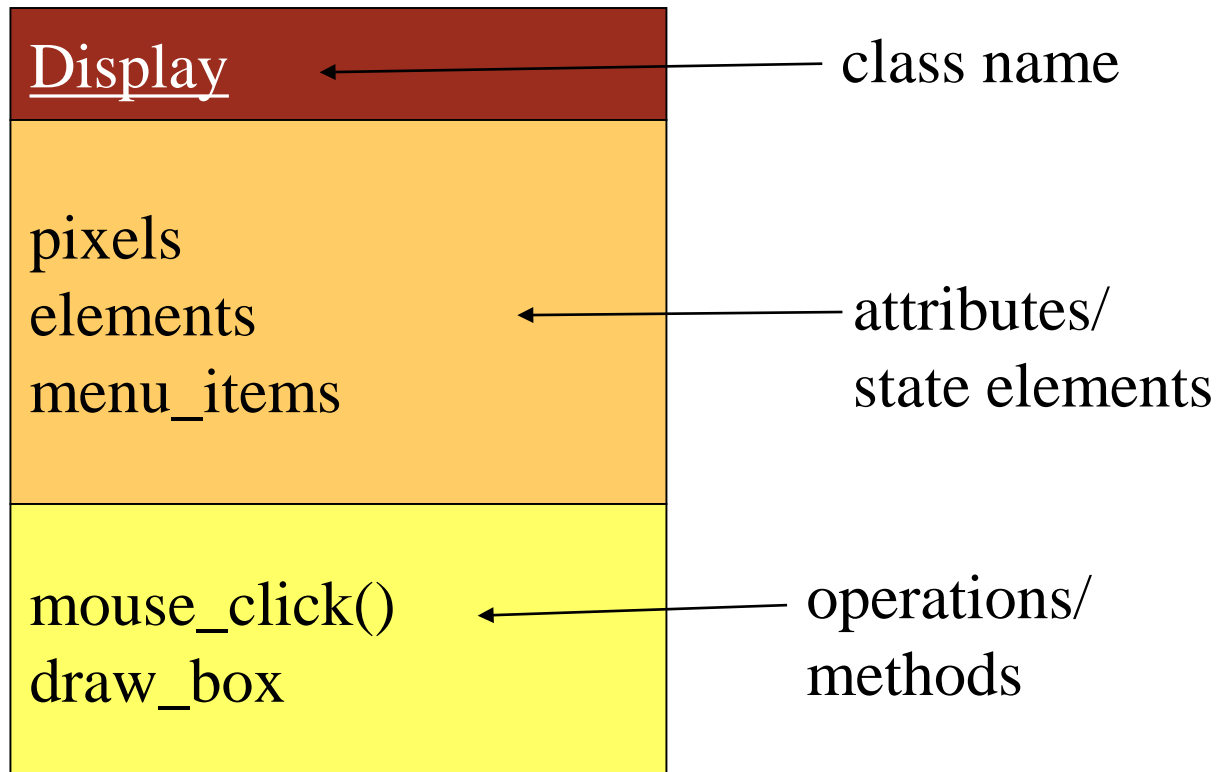 Display
class name
pixels
elements
menu_items
attributes/
state elements
mouse_click()
draw_box
operations/
methods